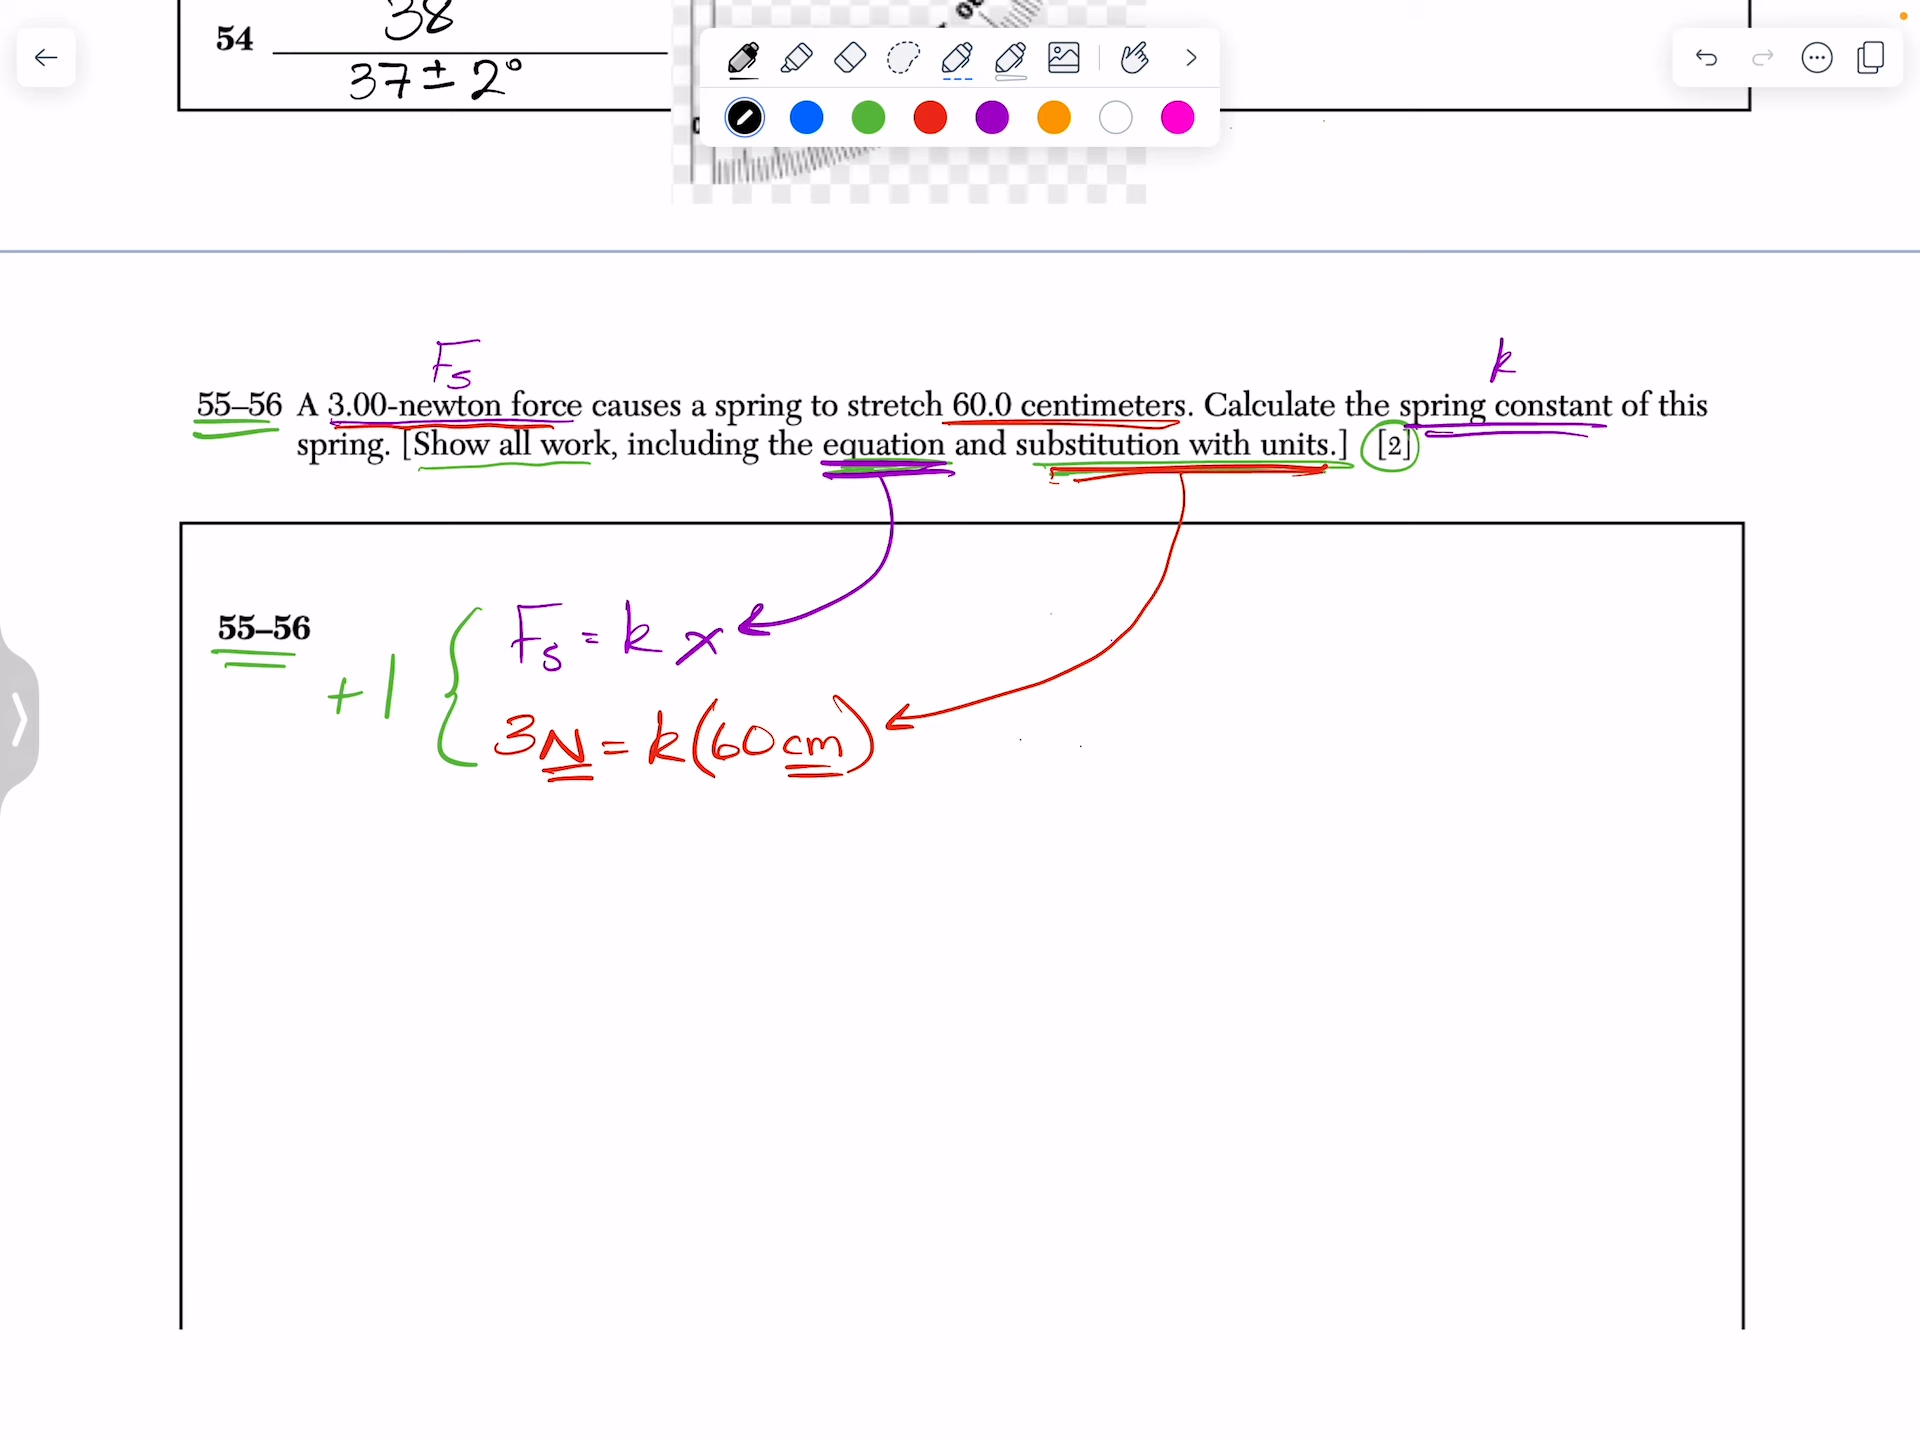 38
54
37 ± 2°
Fs
k
55–56 A 3.00-newton force causes a spring to stretch 60.0 centimeters. Calculate the spring constant of this
spring. [Show all work, including the equation and substitution with units.] [2]
55–56
+1
Fs = k x
3N = k(60cm)